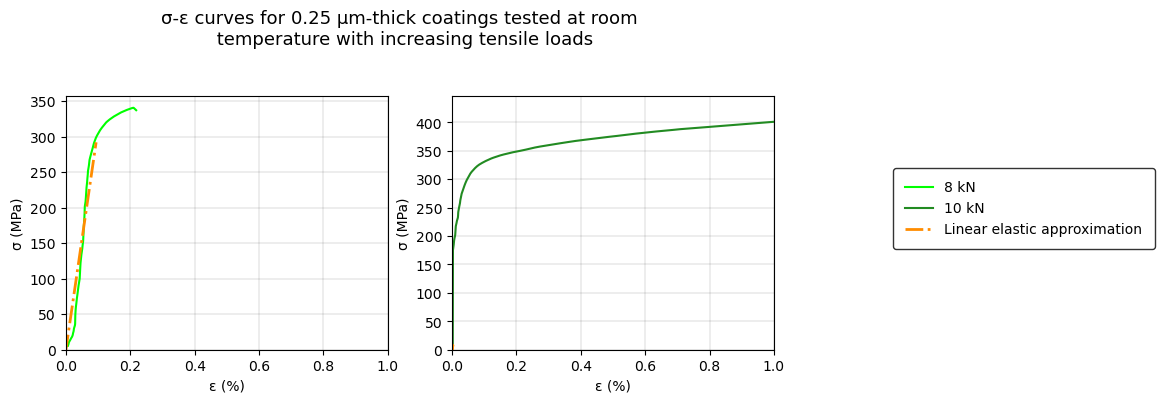 σ-ε curves for 0.25 μm-thick coatings tested at room
temperature with increasing tensile loads
350
300
250
200
150
100
50
0
σ (MPa)
0.0 0.2 0.4 0.6 0.8 1.0
ε (%)
400
350
300
250
200
150
100
50
0
σ (MPa)
0.0 0.2 0.4 0.6 0.8 1.0
ε (%)
8 kN
10 kN
Linear elastic approximation